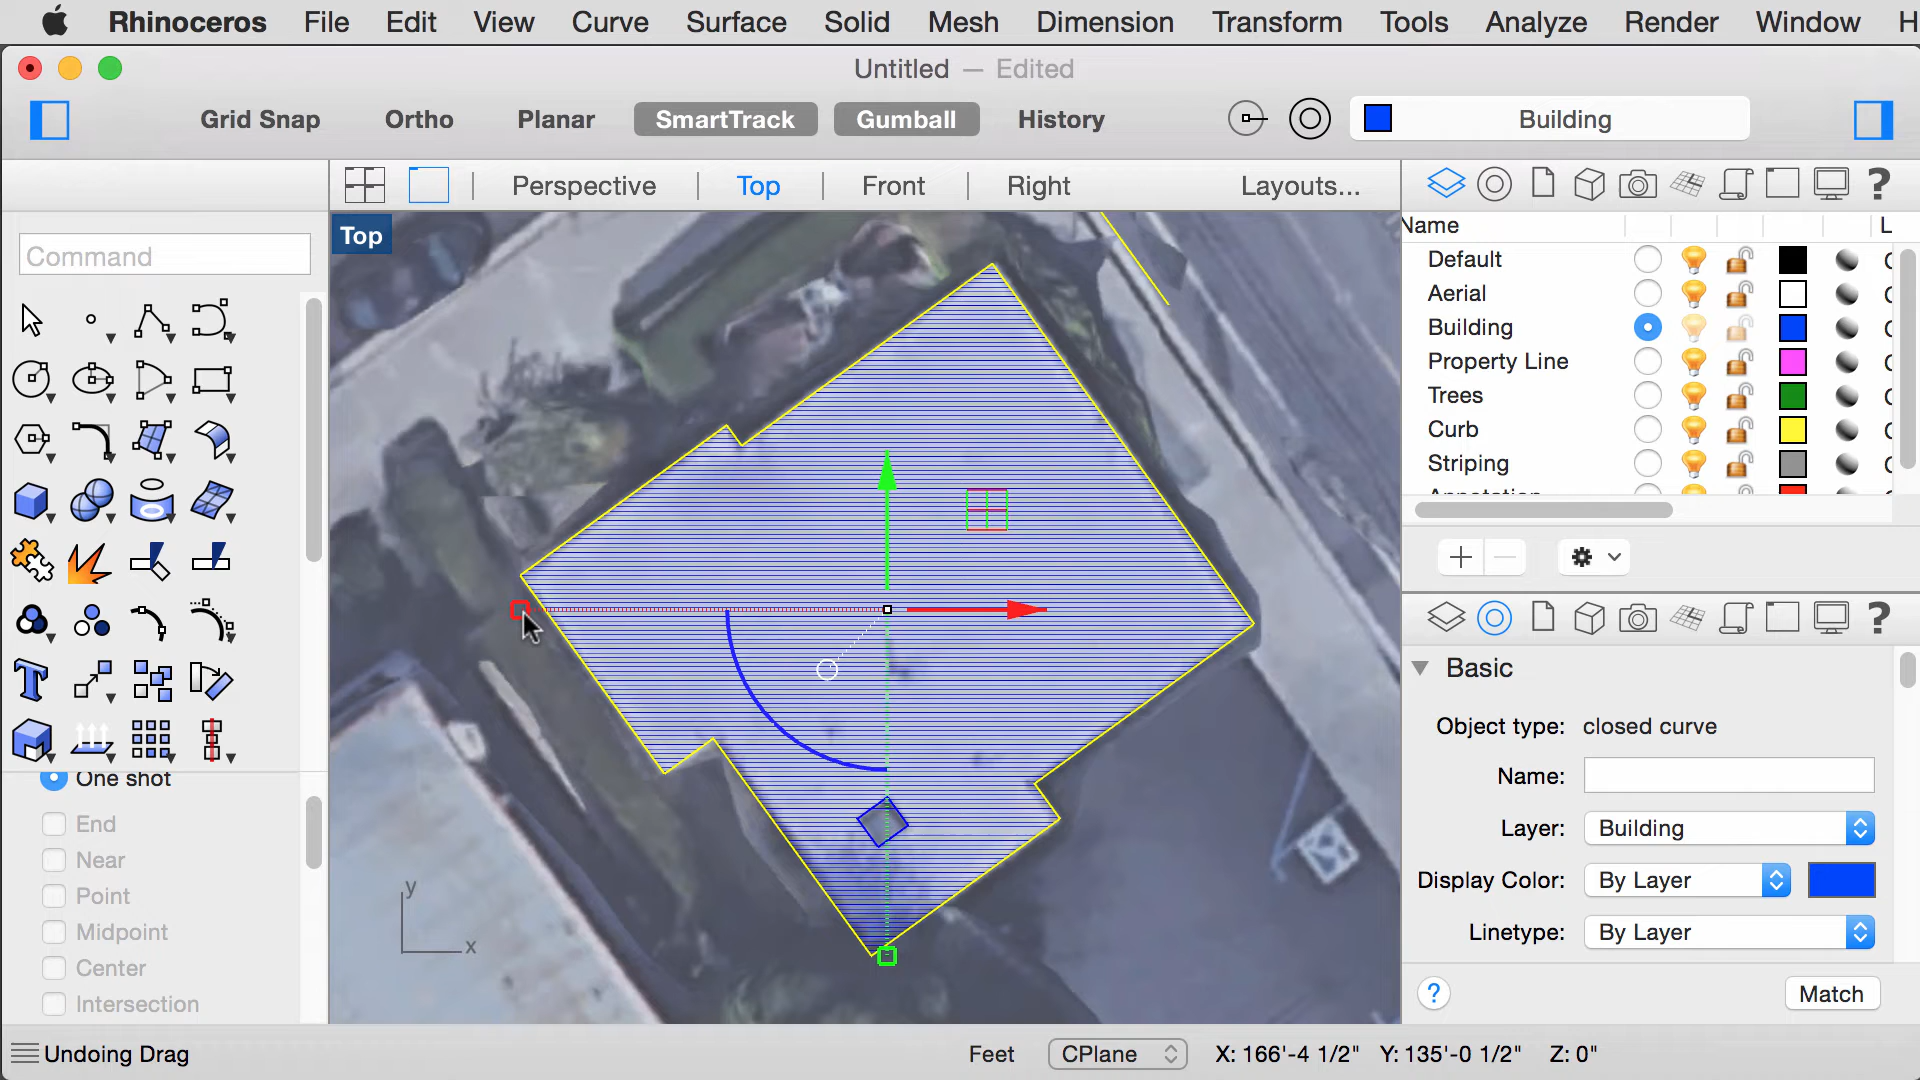 Rhinoceros File Edit View Curve Surface Solid Mesh Dimension Transform Tools Analyze Render Window H
Untitled — Edited
Grid Snap Ortho Planar SmartTrack Gumball History Building
Perspective Top Front Right Layouts...
Top
Command
One shot
End
Near
Point
Midpoint
Center
Intersection
y
x
Name L
Default
Aerial
Building
Property Line
Trees
Curb
Striping
Annotation
Basic
Object type: closed curve
Name:
Layer: Building
Display Color: By Layer
Linetype: By Layer
? Match
Undoing Drag Feet CPlane X: 166'-4 1/2" Y: 135'-0 1/2" Z: 0"